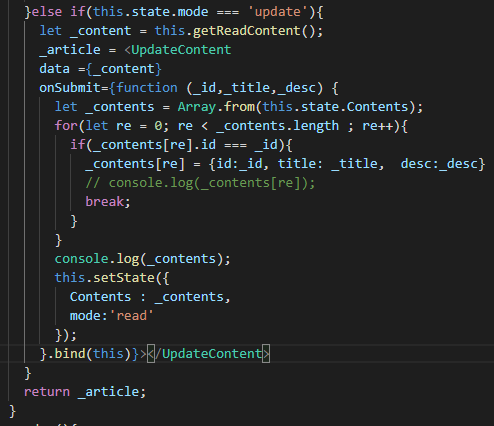 }else if(this.state.mode === 'update'){
let _content = this.getReadContent();
_article = <UpdateContent
data ={_content}
onSubmit={function (_id,_title,_desc) {
let _contents = Array.from(this.state.Contents);
for(let re = 0; re < _contents.length ; re++){
if(_contents[re].id === _id){
_contents[re] = {id:_id, title: _title,  desc:_desc}
// console.log(_contents[re]);
break;
}
}
console.log(_contents);
this.setState({
Contents : _contents,
mode:'read'
});
}.bind(this)}></UpdateContent>
}
return _article;
}